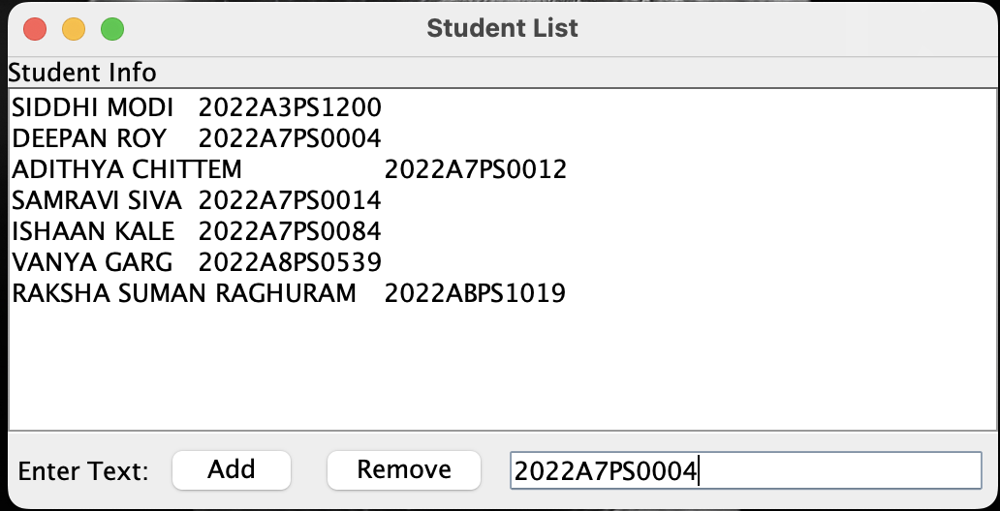 Student List
Student Info
SIDDHI MODI 2022A3PS1200
DEEPAN ROY 2022A7PS0004
ADITHYA CHITTEM 2022A7PS0012
SAMRAVI SIVA 2022A7PS0014
ISHAAN KALE 2022A7PS0084
VANYA GARG 2022A8PS0539
RAKSHA SUMAN RAGHURAM 2022ABPS1019
Enter Text: Add Remove 2022A7PS0004